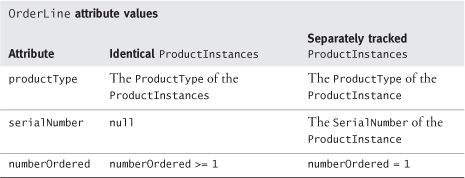 OrderLine attribute values
Separately tracked
Attribute Identical ProductInstances ProductInstances
productType The ProductType of the The ProductType of the
ProductInstances ProductInstance
serialNumber null The SerialNumber of the
ProductInstance
numberOrdered numberOrdered >= 1 numberOrdered = 1